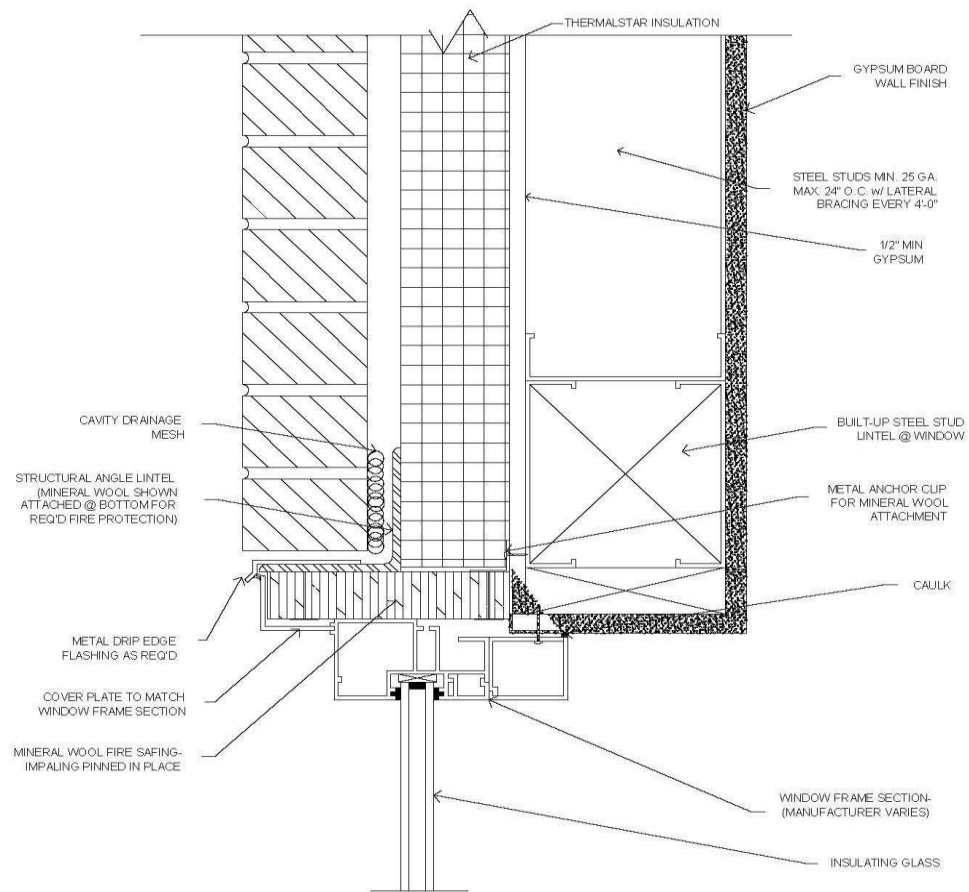 THERMALSTAR INSULATION
GYPSUM BOARD
WALL FINISH
STEEL STUDS MIN. 25 GA.
MAX. 24" O.C. w/ LATERAL
BRACING EVERY 4'-0"
1/2" MIN
GYPSUM
CAVITY DRAINAGE
MESH
STRUCTURAL ANGLE LINTEL
(MINERAL WOOL SHOWN
ATTACHED @ BOTTOM FOR
REQ'D FIRE PROTECTION)
BUILT-UP STEEL STUD
LINTEL @ WINDOW
METAL ANCHOR CLIP
FOR MINERAL WOOL
ATTACHMENT
CAULK
METAL DRIP EDGE
FLASHING AS REQ'D
COVER PLATE TO MATCH
WINDOW FRAME SECTION
MINERAL WOOL FIRE SAFING-
IMPALING PINNED IN PLACE
WINDOW FRAME SECTION-
(MANUFACTURER VARIES)
INSULATING GLASS